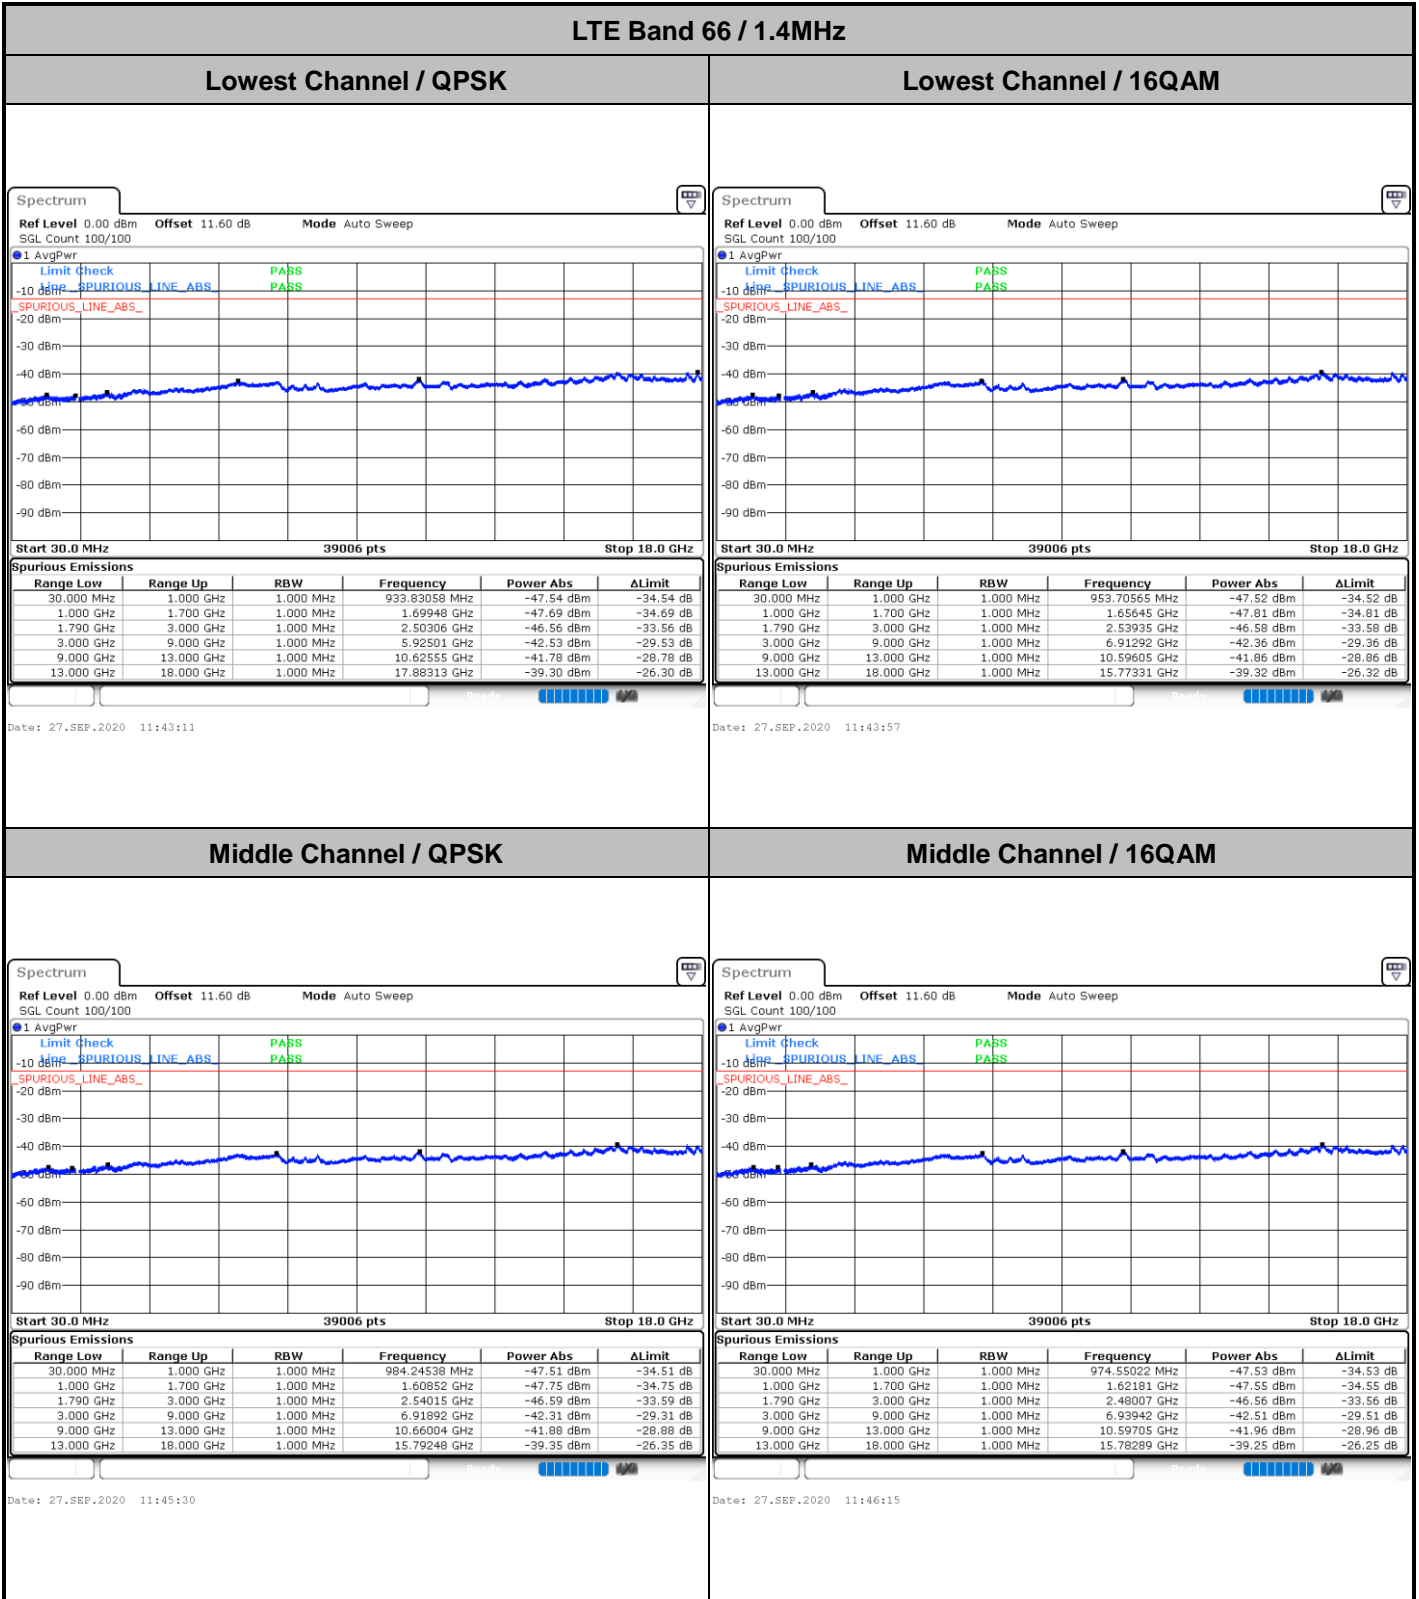 LTE Band 66 / 1.4MHz
Lowest Channel / QPSK
Lowest Channel / 16QAM
Spectrum
Ref Level 0.00 dBm Offset 11.60 dB Mode Auto Sweep
SGL Count 100/100
1 AvgPwr
Limit Check PASS
-10 dBm Line _SPURIOUS_LINE_ABS_ PASS
_SPURIOUS_LINE_ABS_
-20 dBm
-30 dBm
-40 dBm
-50 dBm
-60 dBm
-70 dBm
-80 dBm
-90 dBm
Start 30.0 MHz 39006 pts Stop 18.0 GHz
Spurious Emissions
Range Low Range Up RBW Frequency Power Abs ΔLimit
30.000 MHz 1.000 GHz 1.000 MHz 933.83058 MHz -47.54 dBm -34.54 dB
1.000 GHz 1.700 GHz 1.000 MHz 1.69948 GHz -47.69 dBm -34.69 dB
1.790 GHz 3.000 GHz 1.000 MHz 2.50306 GHz -46.56 dBm -33.56 dB
3.000 GHz 9.000 GHz 1.000 MHz 5.92501 GHz -42.53 dBm -29.53 dB
9.000 GHz 13.000 GHz 1.000 MHz 10.62555 GHz -41.78 dBm -28.78 dB
13.000 GHz 18.000 GHz 1.000 MHz 17.88313 GHz -39.30 dBm -26.30 dB
Ready
Date: 27.SEP.2020 11:43:11
Spectrum
Ref Level 0.00 dBm Offset 11.60 dB Mode Auto Sweep
SGL Count 100/100
1 AvgPwr
Limit Check PASS
-10 dBm Line _SPURIOUS_LINE_ABS_ PASS
_SPURIOUS_LINE_ABS_
-20 dBm
-30 dBm
-40 dBm
-50 dBm
-60 dBm
-70 dBm
-80 dBm
-90 dBm
Start 30.0 MHz 39006 pts Stop 18.0 GHz
Spurious Emissions
Range Low Range Up RBW Frequency Power Abs ΔLimit
30.000 MHz 1.000 GHz 1.000 MHz 953.70565 MHz -47.52 dBm -34.52 dB
1.000 GHz 1.700 GHz 1.000 MHz 1.65645 GHz -47.81 dBm -34.81 dB
1.790 GHz 3.000 GHz 1.000 MHz 2.53935 GHz -46.58 dBm -33.58 dB
3.000 GHz 9.000 GHz 1.000 MHz 6.91292 GHz -42.36 dBm -29.36 dB
9.000 GHz 13.000 GHz 1.000 MHz 10.59605 GHz -41.86 dBm -28.86 dB
13.000 GHz 18.000 GHz 1.000 MHz 15.77331 GHz -39.32 dBm -26.32 dB
Ready
Date: 27.SEP.2020 11:43:57
Middle Channel / QPSK
Middle Channel / 16QAM
Spectrum
Ref Level 0.00 dBm Offset 11.60 dB Mode Auto Sweep
SGL Count 100/100
1 AvgPwr
Limit Check PASS
-10 dBm Line _SPURIOUS_LINE_ABS_ PASS
_SPURIOUS_LINE_ABS_
-20 dBm
-30 dBm
-40 dBm
-50 dBm
-60 dBm
-70 dBm
-80 dBm
-90 dBm
Start 30.0 MHz 39006 pts Stop 18.0 GHz
Spurious Emissions
Range Low Range Up RBW Frequency Power Abs ΔLimit
30.000 MHz 1.000 GHz 1.000 MHz 984.24538 MHz -47.51 dBm -34.51 dB
1.000 GHz 1.700 GHz 1.000 MHz 1.60852 GHz -47.75 dBm -34.75 dB
1.790 GHz 3.000 GHz 1.000 MHz 2.54015 GHz -46.59 dBm -33.59 dB
3.000 GHz 9.000 GHz 1.000 MHz 6.91892 GHz -42.31 dBm -29.31 dB
9.000 GHz 13.000 GHz 1.000 MHz 10.66004 GHz -41.88 dBm -28.88 dB
13.000 GHz 18.000 GHz 1.000 MHz 15.79248 GHz -39.35 dBm -26.35 dB
Ready
Date: 27.SEP.2020 11:45:30
Spectrum
Ref Level 0.00 dBm Offset 11.60 dB Mode Auto Sweep
SGL Count 100/100
1 AvgPwr
Limit Check PASS
-10 dBm Line _SPURIOUS_LINE_ABS_ PASS
_SPURIOUS_LINE_ABS_
-20 dBm
-30 dBm
-40 dBm
-50 dBm
-60 dBm
-70 dBm
-80 dBm
-90 dBm
Start 30.0 MHz 39006 pts Stop 18.0 GHz
Spurious Emissions
Range Low Range Up RBW Frequency Power Abs ΔLimit
30.000 MHz 1.000 GHz 1.000 MHz 974.55022 MHz -47.53 dBm -34.53 dB
1.000 GHz 1.700 GHz 1.000 MHz 1.62181 GHz -47.55 dBm -34.55 dB
1.790 GHz 3.000 GHz 1.000 MHz 2.48007 GHz -46.56 dBm -33.56 dB
3.000 GHz 9.000 GHz 1.000 MHz 6.93942 GHz -42.51 dBm -29.51 dB
9.000 GHz 13.000 GHz 1.000 MHz 10.59705 GHz -41.96 dBm -28.96 dB
13.000 GHz 18.000 GHz 1.000 MHz 15.78289 GHz -39.25 dBm -26.25 dB
Ready
Date: 27.SEP.2020 11:46:15